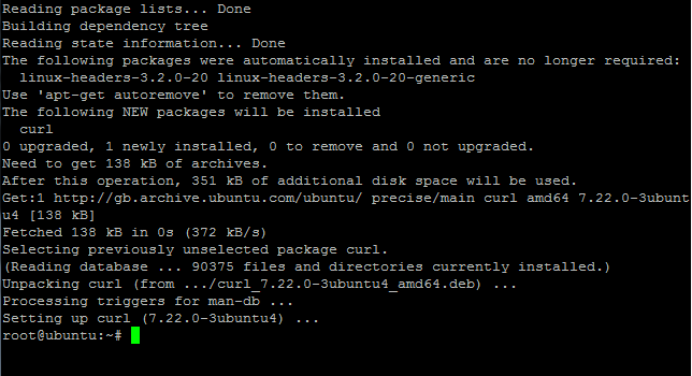 Reading package lists... Done
Building dependency tree
Reading state information... Done
The following packages were automatically installed and are no longer required:
  linux-headers-3.2.0-20 linux-headers-3.2.0-20-generic
Use 'apt-get autoremove' to remove them.
The following NEW packages will be installed
  curl
0 upgraded, 1 newly installed, 0 to remove and 0 not upgraded.
Need to get 138 kB of archives.
After this operation, 351 kB of additional disk space will be used.
Get:1 http://gb.archive.ubuntu.com/ubuntu/ precise/main curl amd64 7.22.0-3ubunt
u4 [138 kB]
Fetched 138 kB in 0s (372 kB/s)
Selecting previously unselected package curl.
(Reading database ... 90375 files and directories currently installed.)
Unpacking curl (from .../curl_7.22.0-3ubuntu4_amd64.deb) ...
Processing triggers for man-db ...
Setting up curl (7.22.0-3ubuntu4) ...
root@ubuntu:~#